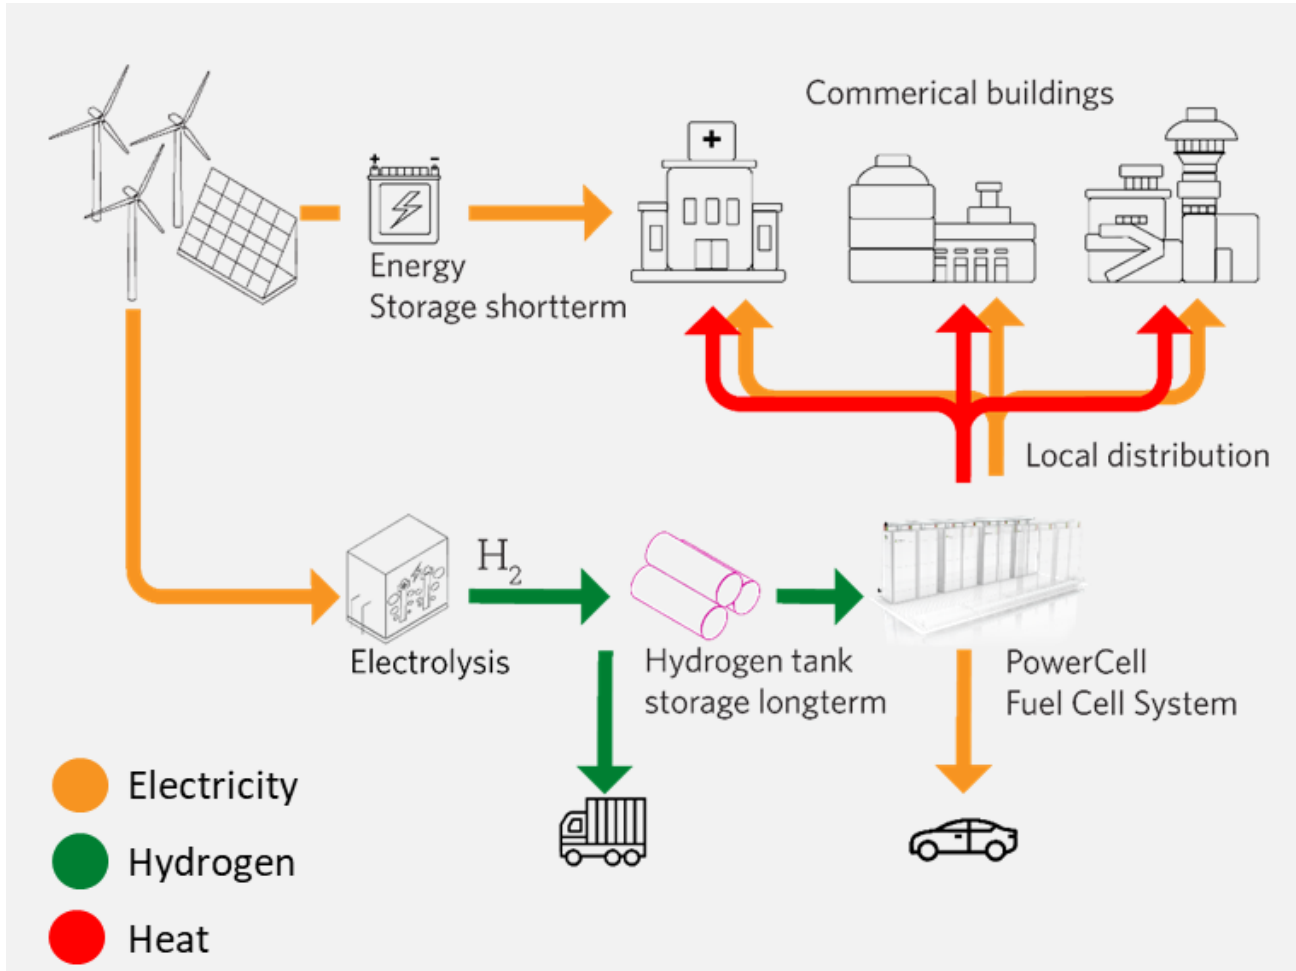 Commerical buildings
+
+ -
Energy
Storage shortterm
Local distribution
H2
Electrolysis
Hydrogen tank
storage longterm
PowerCell
Fuel Cell System
Electricity
Hydrogen
Heat